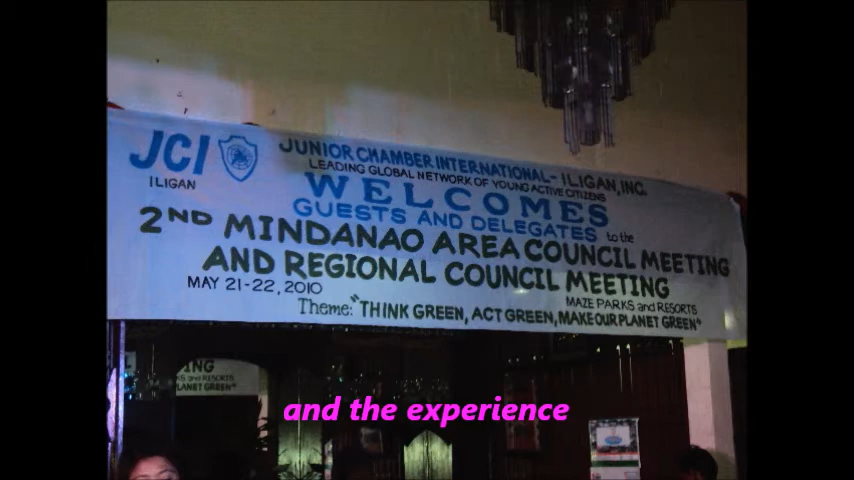 JCI
ILIGAN
JUNIOR CHAMBER INTERNATIONAL-ILIGAN, INC.
LEADING GLOBAL NETWORK OF YOUNG ACTIVE CITIZENS
WELCOMES
GUESTS AND DELEGATES to the
2ND MINDANAO AREA COUNCIL MEETING
AND REGIONAL COUNCIL MEETING
MAY 21-22, 2010
MAZE PARKS and RESORTS
Theme: "THINK GREEN, ACT GREEN, MAKE OUR PLANET GREEN"
ING
and RESORTS
PLANET GREEN"
and the experience